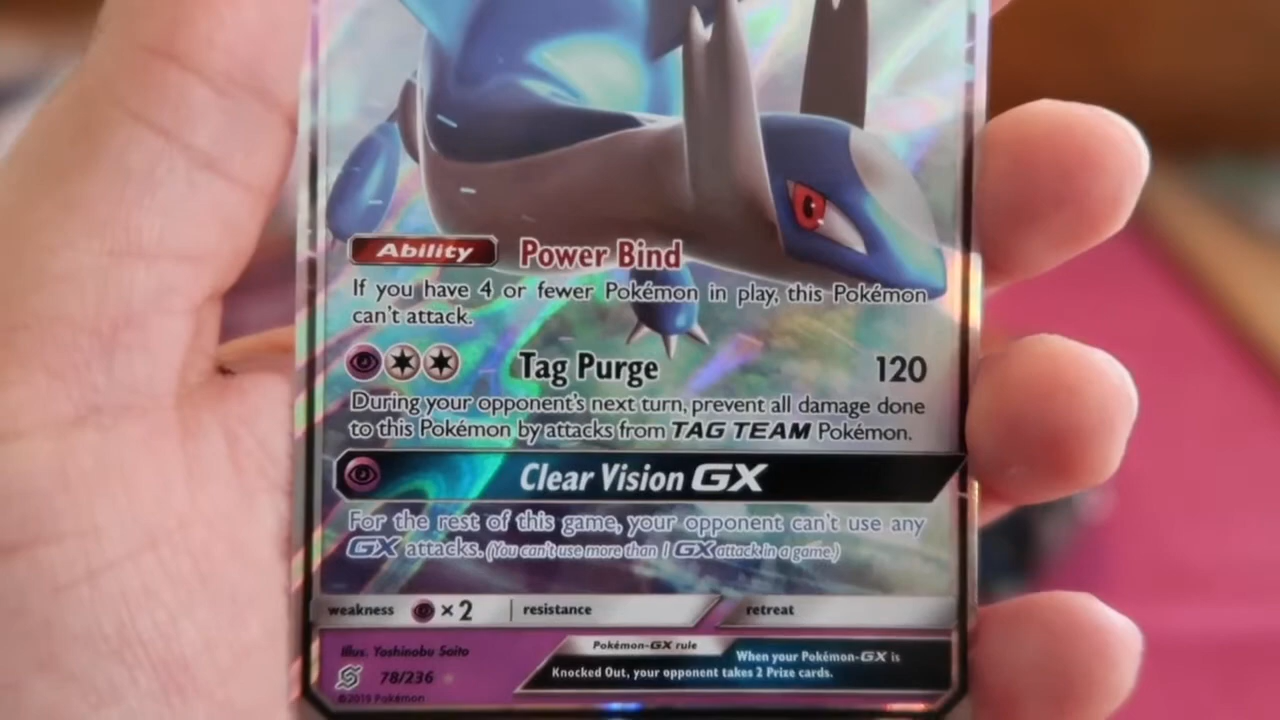 Ability Power Bind
If you have 4 or fewer Pokémon in play, this Pokémon
can't attack.
Tag Purge 120
During your opponent's next turn, prevent all damage done
to this Pokémon by attacks from TAG TEAM Pokémon.
Clear Vision GX
For the rest of this game, your opponent can't use any
GX attacks. (You can't use more than 1 GX attack in a game.)
weakness ×2 resistance retreat
Illus. Yoshinobu Saito
Pokémon-GX rule
When your Pokémon-GX is
Knocked Out, your opponent takes 2 Prize cards.
78/236
©2019 Pokémon